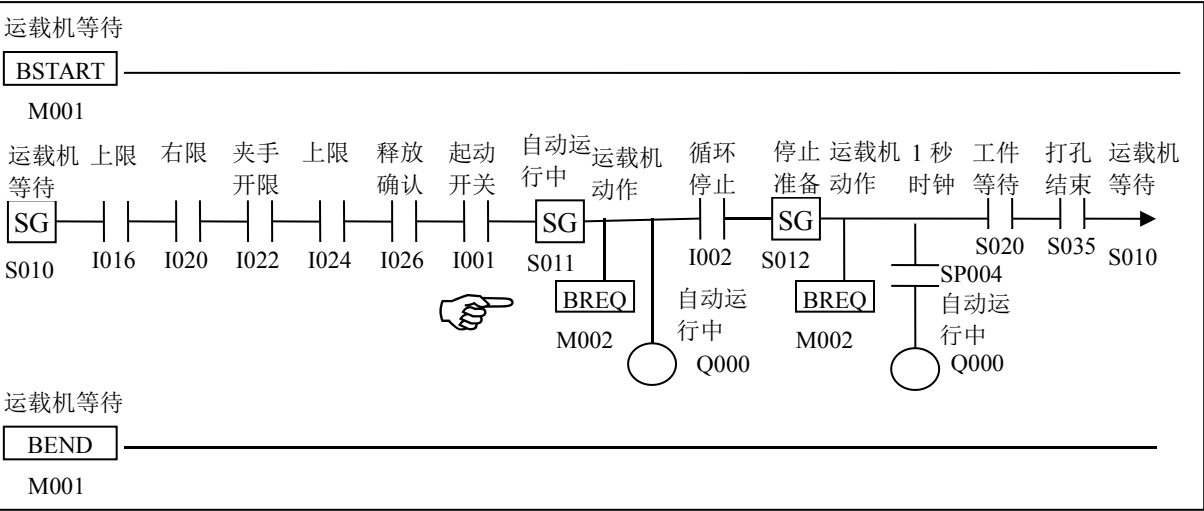 运载机等待
BSTART
M001
运载机 上限 右限 夹手 上限 释放 起动 自动运 运载机 循环 停止 运载机 1 秒 工件 打孔 运载机
等待 开限 确认 开关 行中 动作 停止 准备 动作 时钟 等待 结束 等待
SG SG SG
S010 I016 I020 I022 I024 I026 I001 S011 I002 S012 S020 S035 S010
SP004
BREQ 自动运 BREQ 自动运
M002 行中 M002 行中
Q000 Q000
运载机等待
BEND
M001